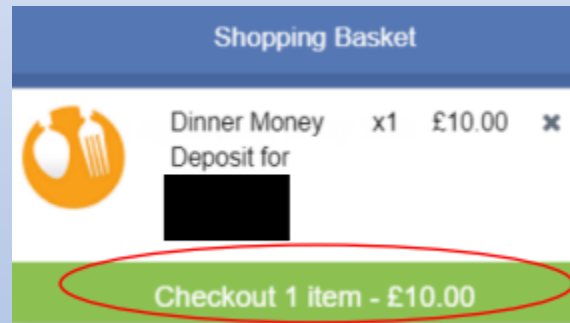 Shopping Basket
Dinner Money x1 £10.00 ×
Deposit for
Checkout 1 item - £10.00